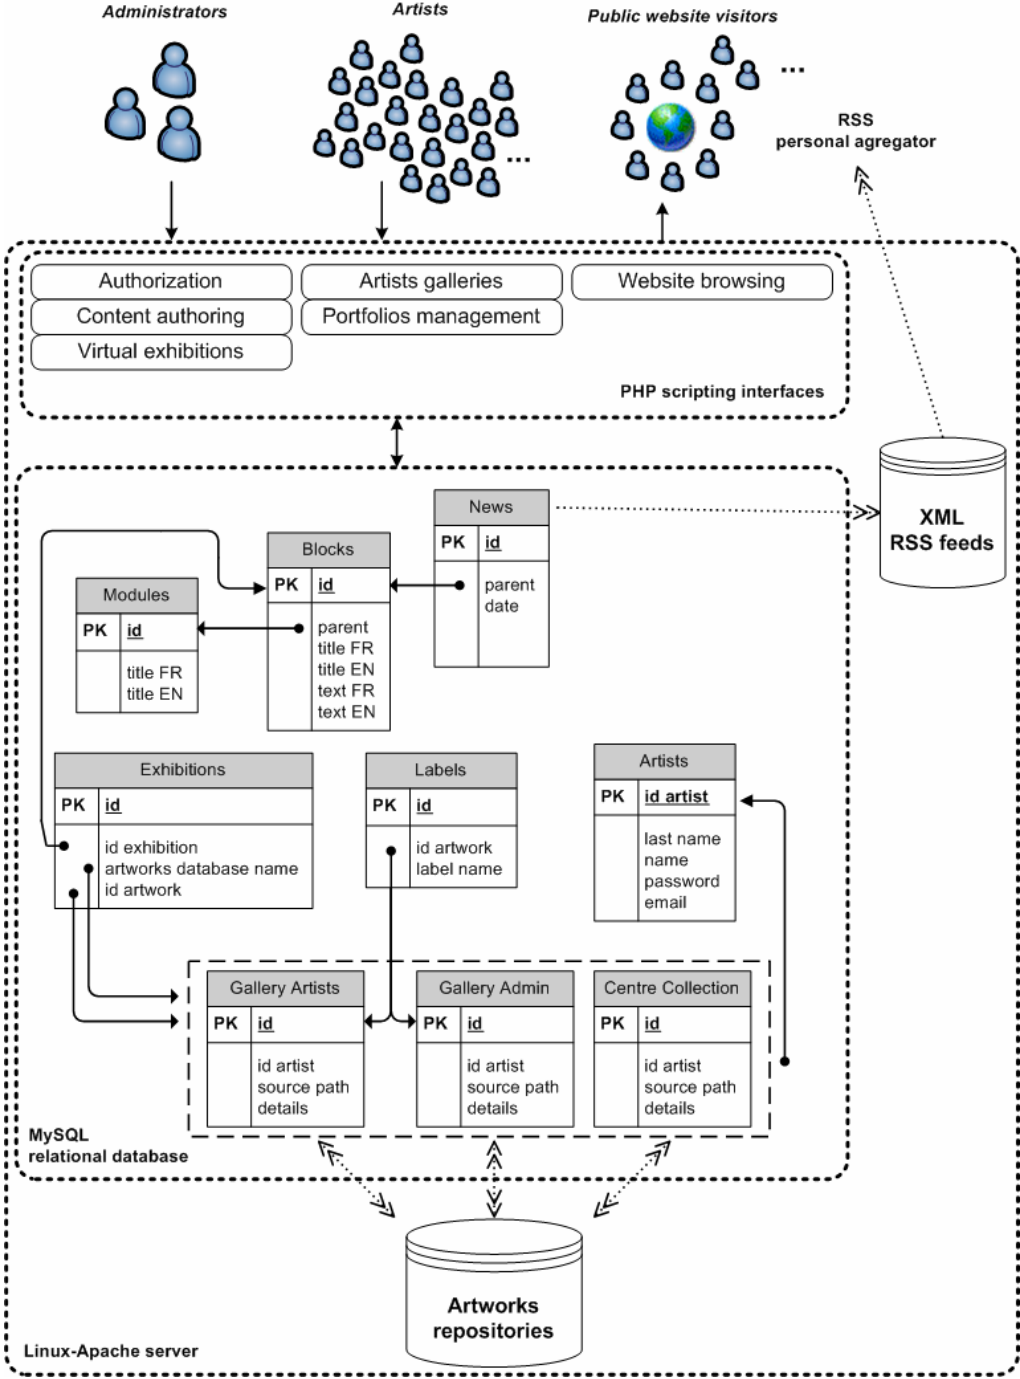 Administrators
Artists
Public website visitors
...
...
RSS
personal agregator
Authorization
Content authoring
Virtual exhibitions
Artists galleries
Portfolios management
Website browsing
PHP scripting interfaces
XML
RSS feeds
News
PK id
parent
date
Blocks
PK id
parent
title FR
title EN
text FR
text EN
Modules
PK id
title FR
title EN
Exhibitions
PK id
id exhibition
artworks database name
id artwork
Labels
PK id
id artwork
label name
Artists
PK id artist
last name
name
password
email
Gallery Artists
PK id
id artist
source path
details
Gallery Admin
PK id
id artist
source path
details
Centre Collection
PK id
id artist
source path
details
MySQL
relational database
Artworks
repositories
Linux-Apache server